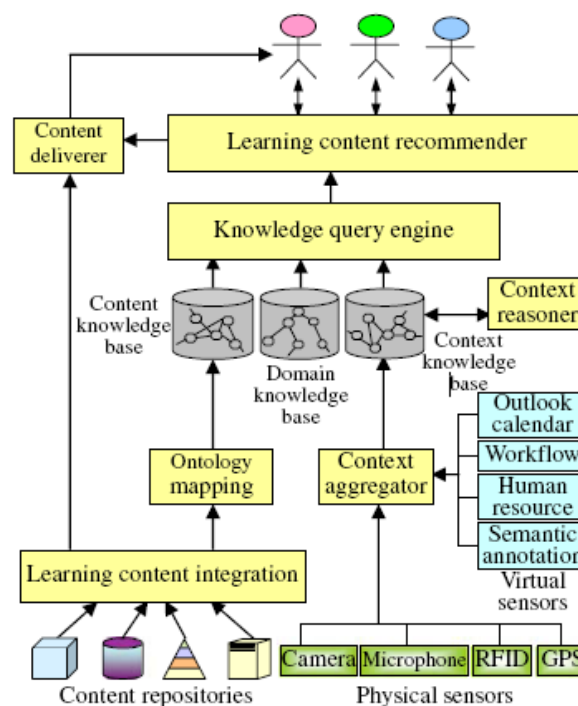 Content
deliverer
Learning content recommender
Knowledge query engine
Content
knowledge
base
Domain
knowledge
base
Context
knowledge
base
Context
reasoner
Outlook
calendar
Workflow
Human
resource
Semantic
annotation
Virtual
sensors
Ontology
mapping
Context
aggregator
Learning content integration
Camera
Microphone
RFID
GPS
Content repositories
Physical sensors